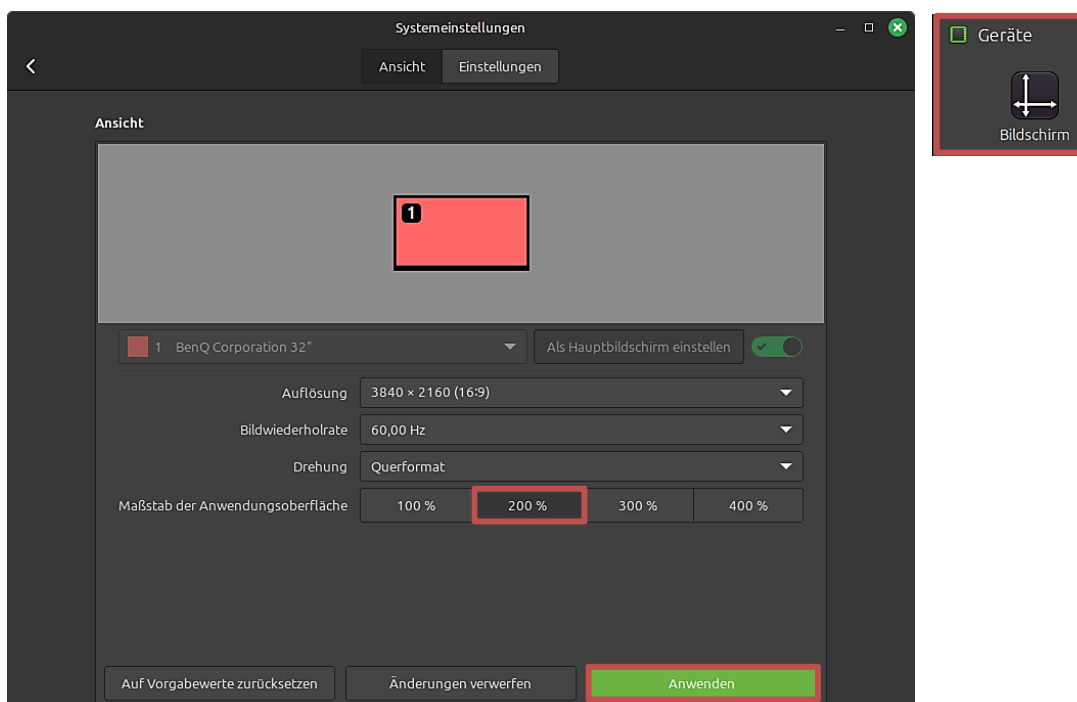 Systemeinstellungen
Ansicht Einstellungen
Ansicht
1
1 BenQ Corporation 32" Als Hauptbildschirm einstellen
Auflösung 3840 × 2160 (16:9)
Bildwiederholrate 60,00 Hz
Drehung Querformat
Maßstab der Anwendungsoberfläche 100 % 200 % 300 % 400 %
Auf Vorgabewerte zurücksetzen Änderungen verwerfen Anwenden
Geräte
Bildschirm